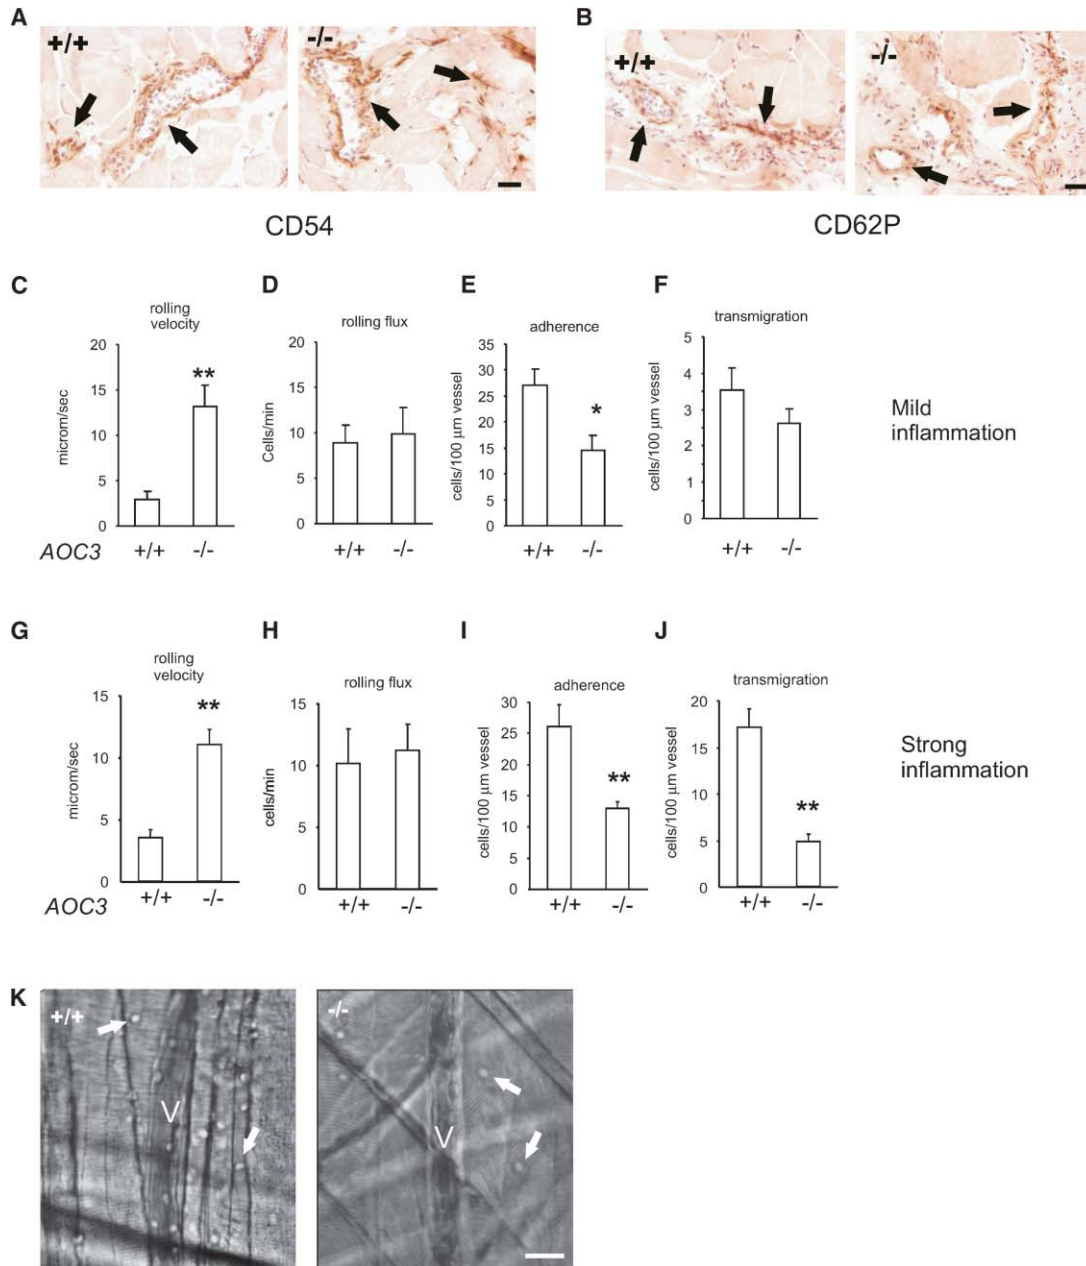 A
B
+/+
-/-
+/+
-/-
CD54
CD62P
C
D
E
F
rolling
velocity
rolling flux
adherence
transmigration
microm/sec
20
15
10
5
0
**
Cells/min
20
15
10
5
0
cells/100 µm vessel
35
30
25
20
15
10
5
0
*
cells/100 µm vessel
5
4
3
2
1
0
Mild
inflammation
AOC3
+/+
-/-
+/+
-/-
+/+
-/-
+/+
-/-
G
H
I
J
rolling
velocity
rolling flux
adherence
transmigration
microm/sec
15
10
5
0
**
cells/min
15
10
5
0
cells/100 µm vessel
30
25
20
15
10
5
0
**
cells/100 µm vessel
20
15
10
5
0
**
Strong
inflammation
AOC3
+/+
-/-
+/+
-/-
+/+
-/-
+/+
-/-
K
+/+
V
-/-
V